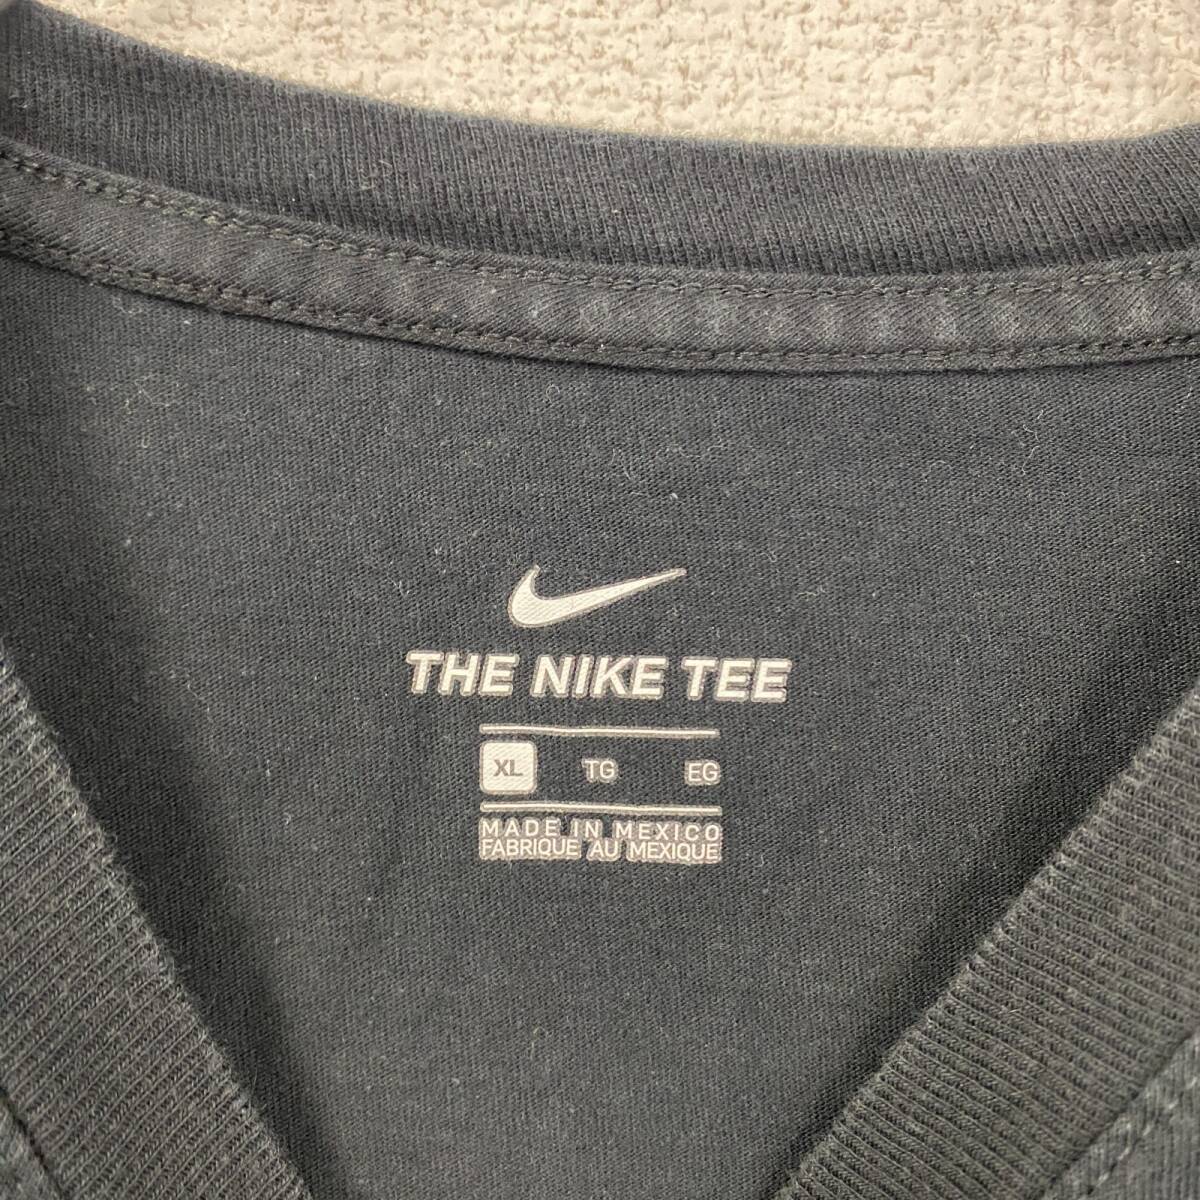 THE NIKE TEE
XL TG EG
MADE IN MEXICO
FABRIQUE AU MEXIQUE